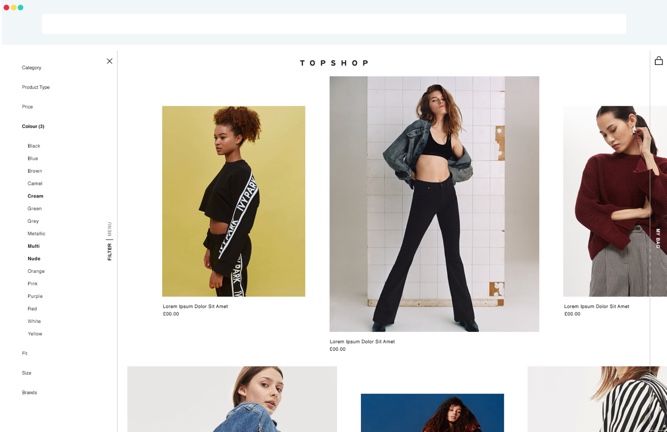 TOPSHOP
Category
Product Type
Price
Colour (3)
Black
Blue
Brown
Camel
Cream
Green
Grey
Metallic
Multi
Nude
Orange
Pink
Purple
Red
White
Yellow
Fit
Size
Brands
FILTER | MENU
IVY PARK
Lorem Ipsum Dolor Sit Amet
£00.00
Lorem Ipsum Dolor Sit Amet
£00.00
Lorem Ipsum Dolor Sit Amet
£00.00
MY BAG